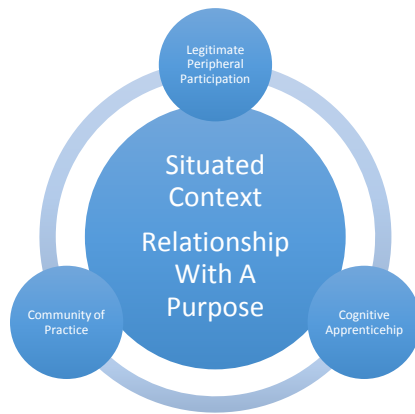 Legitimate
Peripheral
Participation
Situated
Context
Relationship
With A
Purpose
Community of
Practice
Cognitive
Apprenticehip